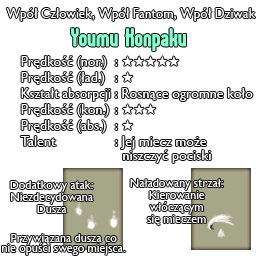 Wpół Człowiek, Wpół Fantom, Wpół Dziwak
Youmu Konpaku
Prędkość (nor.) : ☆☆☆☆☆
Prędkość (ład.) : ☆
Kształt absorpcji : Rosnące ogromne koło
Prędkość (kon.) : ☆☆☆
Prędkość (abs.) : ☆
Talent : Jej miecz może
niszczyć pociski
Dodatkowy atak:
Niezdecydowana
Dusza
Przywiązana dusza co
nie opuści swego miejsca.
Naładowany strzał:
Kierowanie
włóczącym
się mieczem